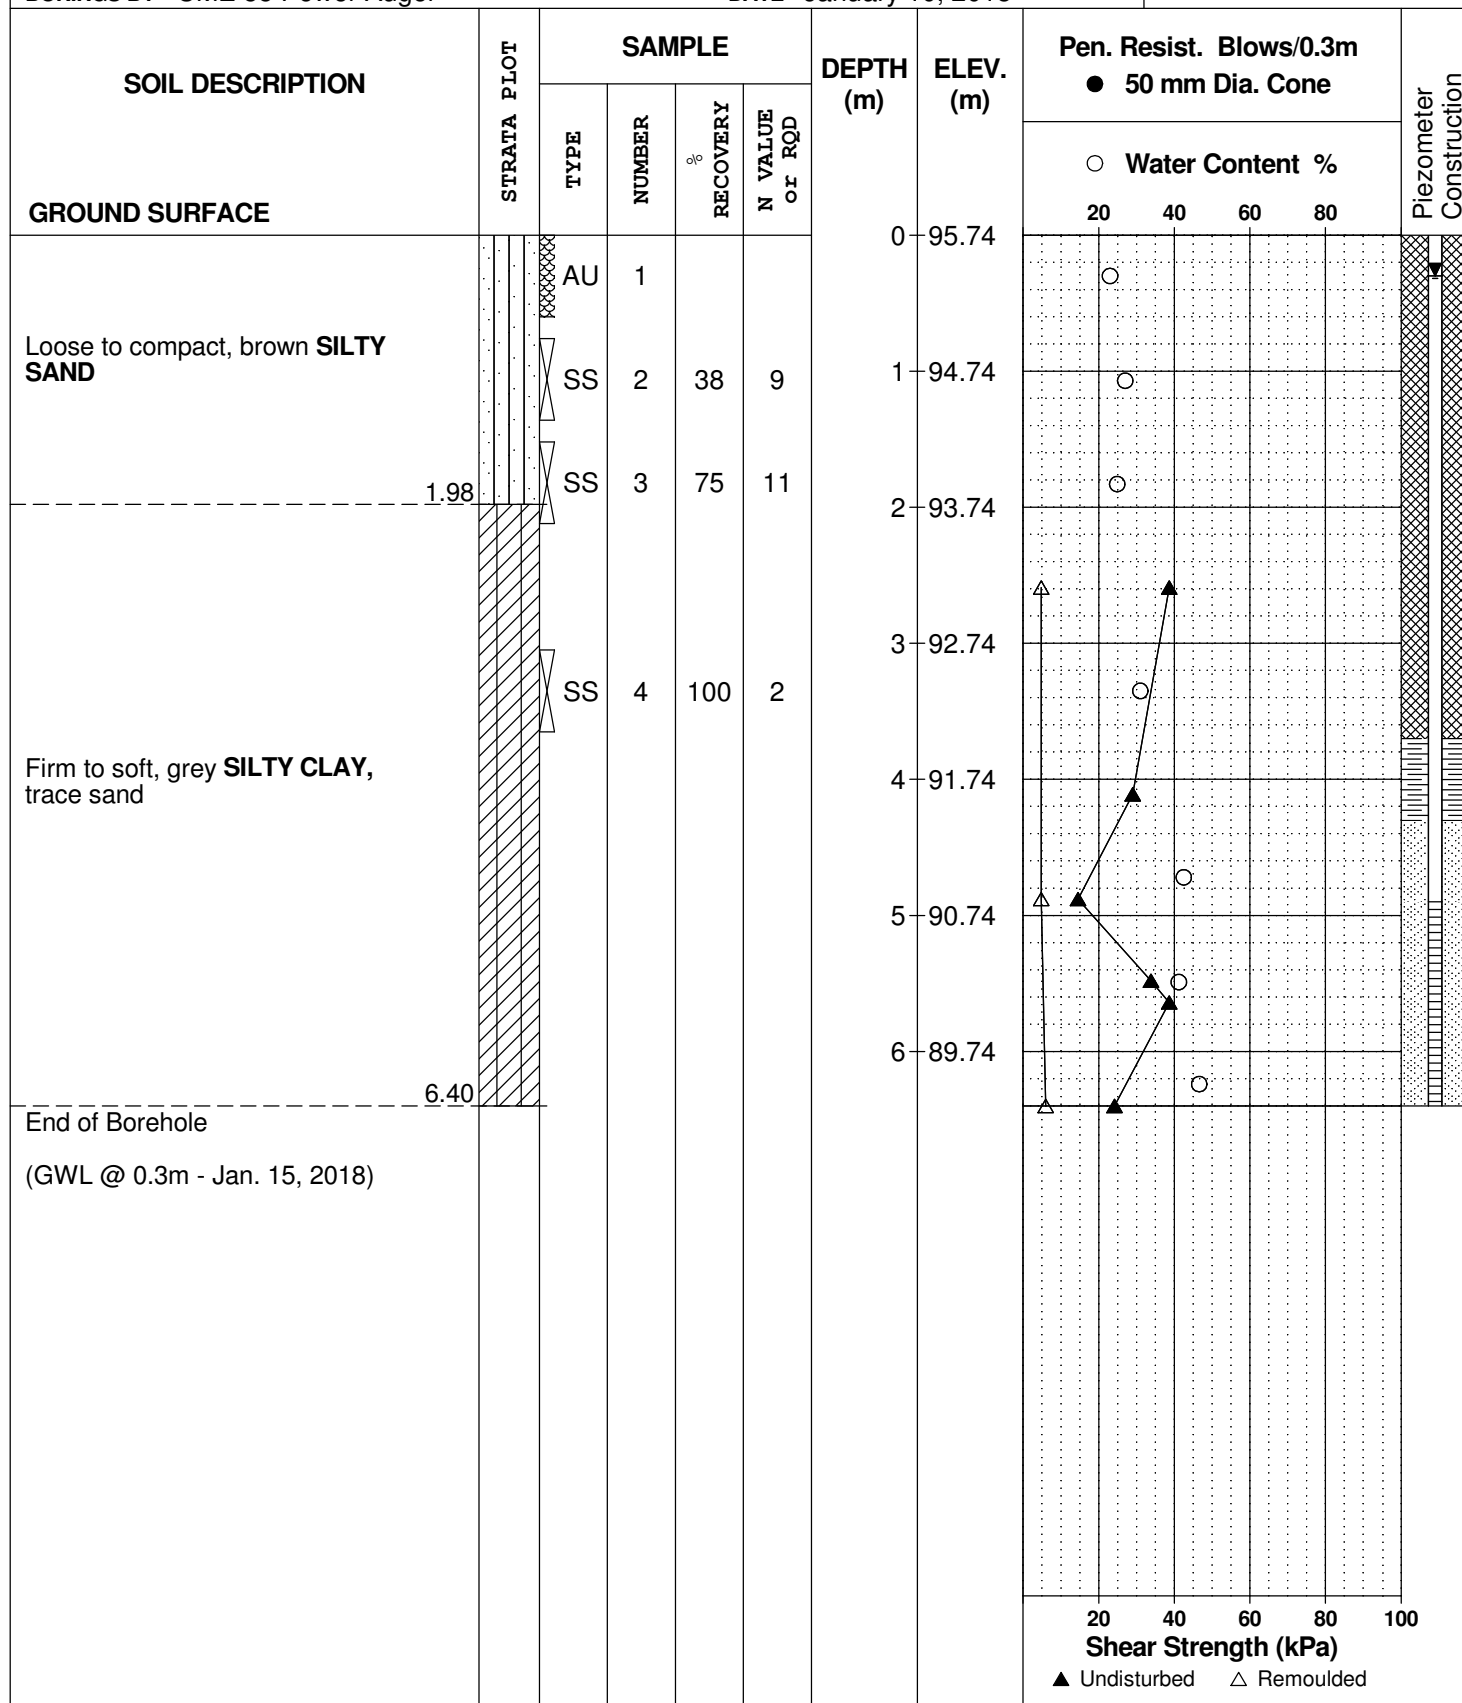 SOIL DESCRIPTION
GROUND SURFACE
STRATA PLOT
SAMPLE
TYPE
NUMBER
% RECOVERY
N VALUE or RQD
DEPTH (m)
ELEV. (m)
Pen. Resist. Blows/0.3m
● 50 mm Dia. Cone
○ Water Content %
20 40 60 80
Piezometer Construction
0 95.74
AU 1
Loose to compact, brown SILTY
SAND
SS 2 38 9
1 94.74
SS 3 75 11
1.98
2 93.74
3 92.74
SS 4 100 2
Firm to soft, grey SILTY CLAY,
trace sand
4 91.74
5 90.74
6 89.74
6.40
End of Borehole
(GWL @ 0.3m - Jan. 15, 2018)
20 40 60 80 100
Shear Strength (kPa)
▲ Undisturbed △ Remoulded